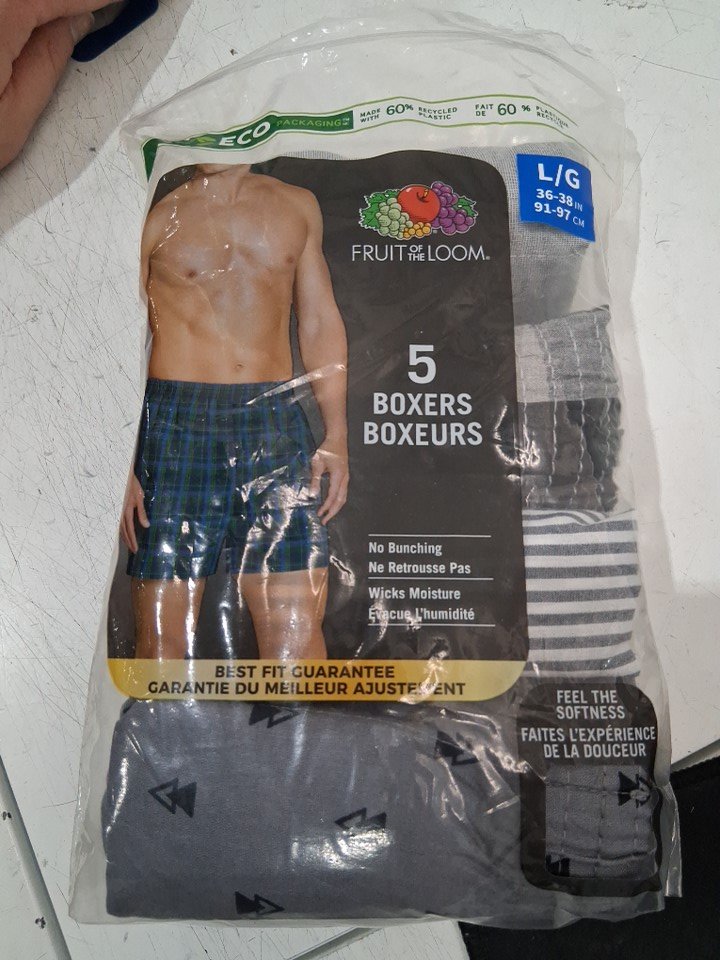 ECO PACKAGING™
MADE WITH 60% RECYCLED PLASTIC
FAIT DE 60 % PLASTIQUE
L/G
36-38 IN
91-97 CM
FRUIT OF THE LOOM®
5
BOXERS
BOXEURS
No Bunching
Ne Retrousse Pas
Wicks Moisture
Évacue L'humidité
BEST FIT GUARANTEE
GARANTIE DU MEILLEUR AJUSTEMENT
FEEL THE
SOFTNESS
FAITES L'EXPÉRIENCE
DE LA DOUCEUR